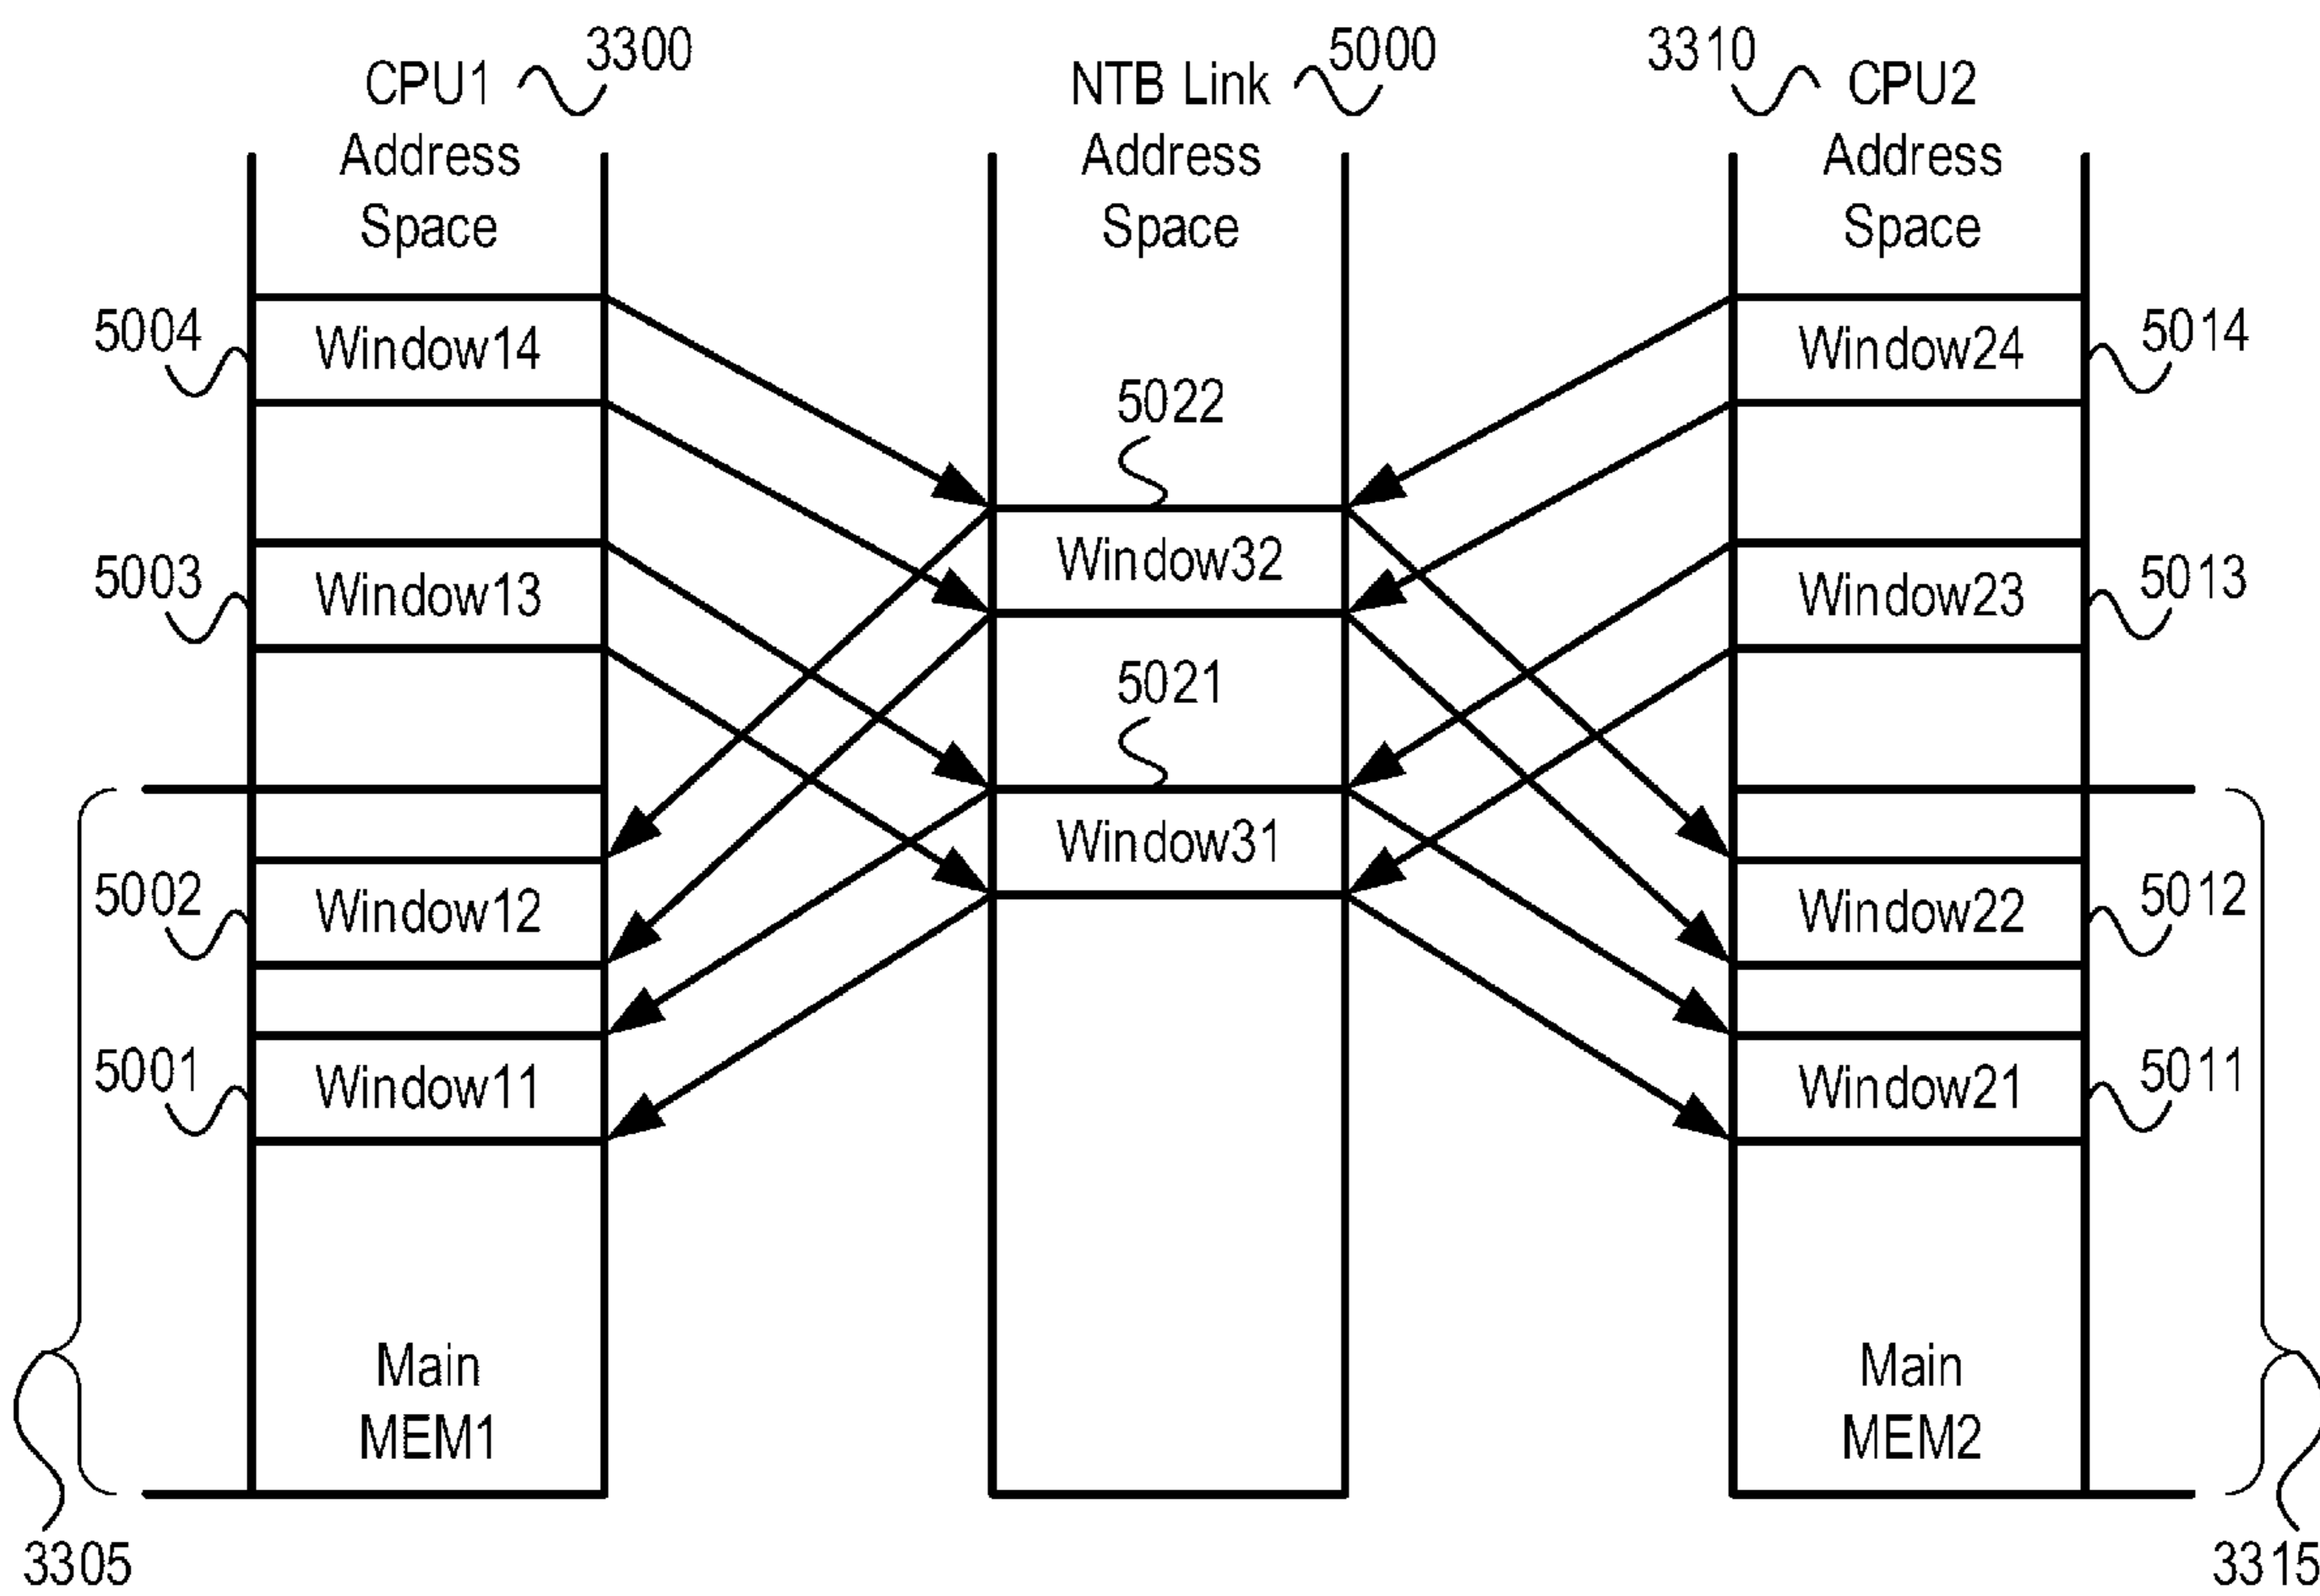 3300
5000
3310
CPU1
NTB Link
CPU2
Address
Space
Address
Space
Address
Space
5004
Window14
Window24
5014
5022
5003
Window13
Window32
Window23
5013
5021
5002
Window12
Window31
Window22
5012
5001
Window11
Window21
5011
Main
MEM1
Main
MEM2
3305
3315